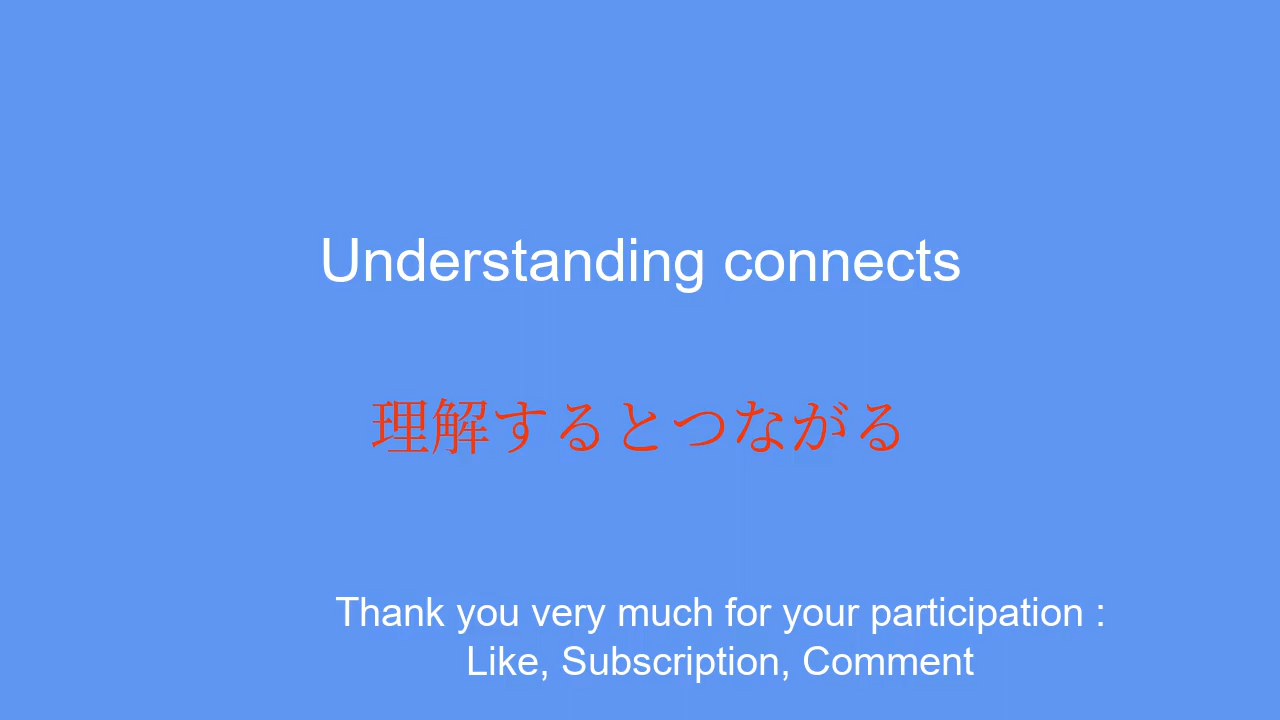 Understanding connects
理解するとつながる
Thank you very much for your participation :
Like, Subscription, Comment